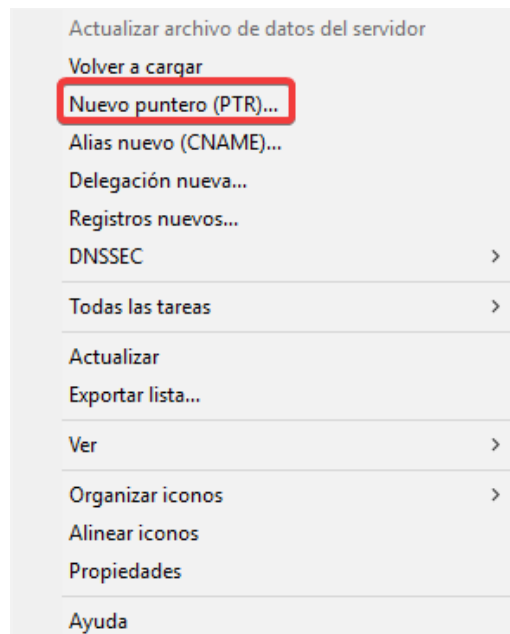 Actualizar archivo de datos del servidor
Volver a cargar
Nuevo puntero (PTR)...
Alias nuevo (CNAME)...
Delegación nueva...
Registros nuevos...
DNSSEC
Todas las tareas
Actualizar
Exportar lista...
Ver
Organizar iconos
Alinear iconos
Propiedades
Ayuda